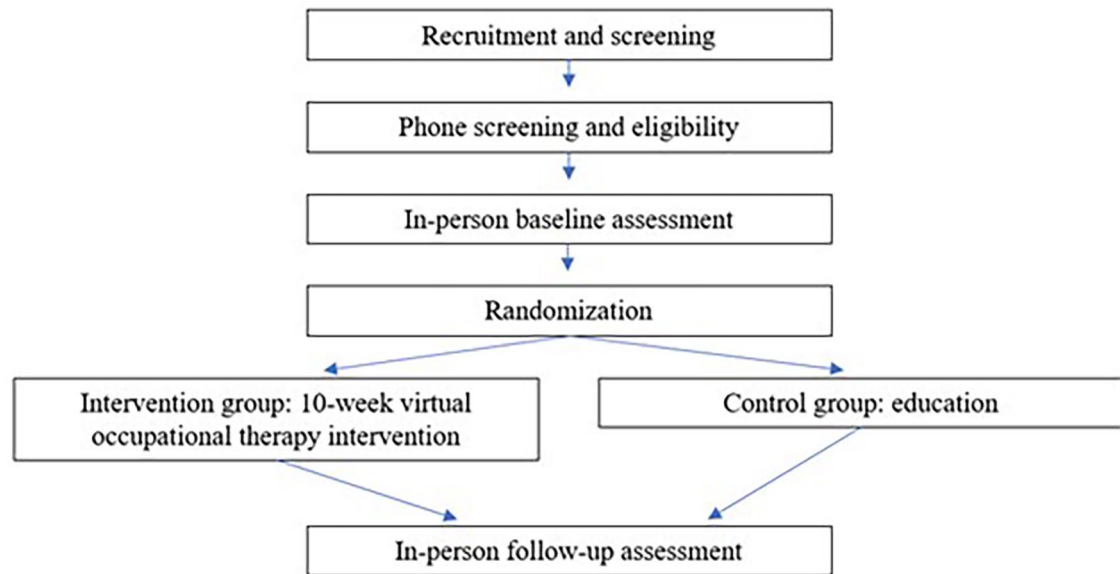 Recruitment and screening
Phone screening and eligibility
In-person baseline assessment
Randomization
Intervention group: 10-week virtual
occupational therapy intervention
Control group: education
In-person follow-up assessment